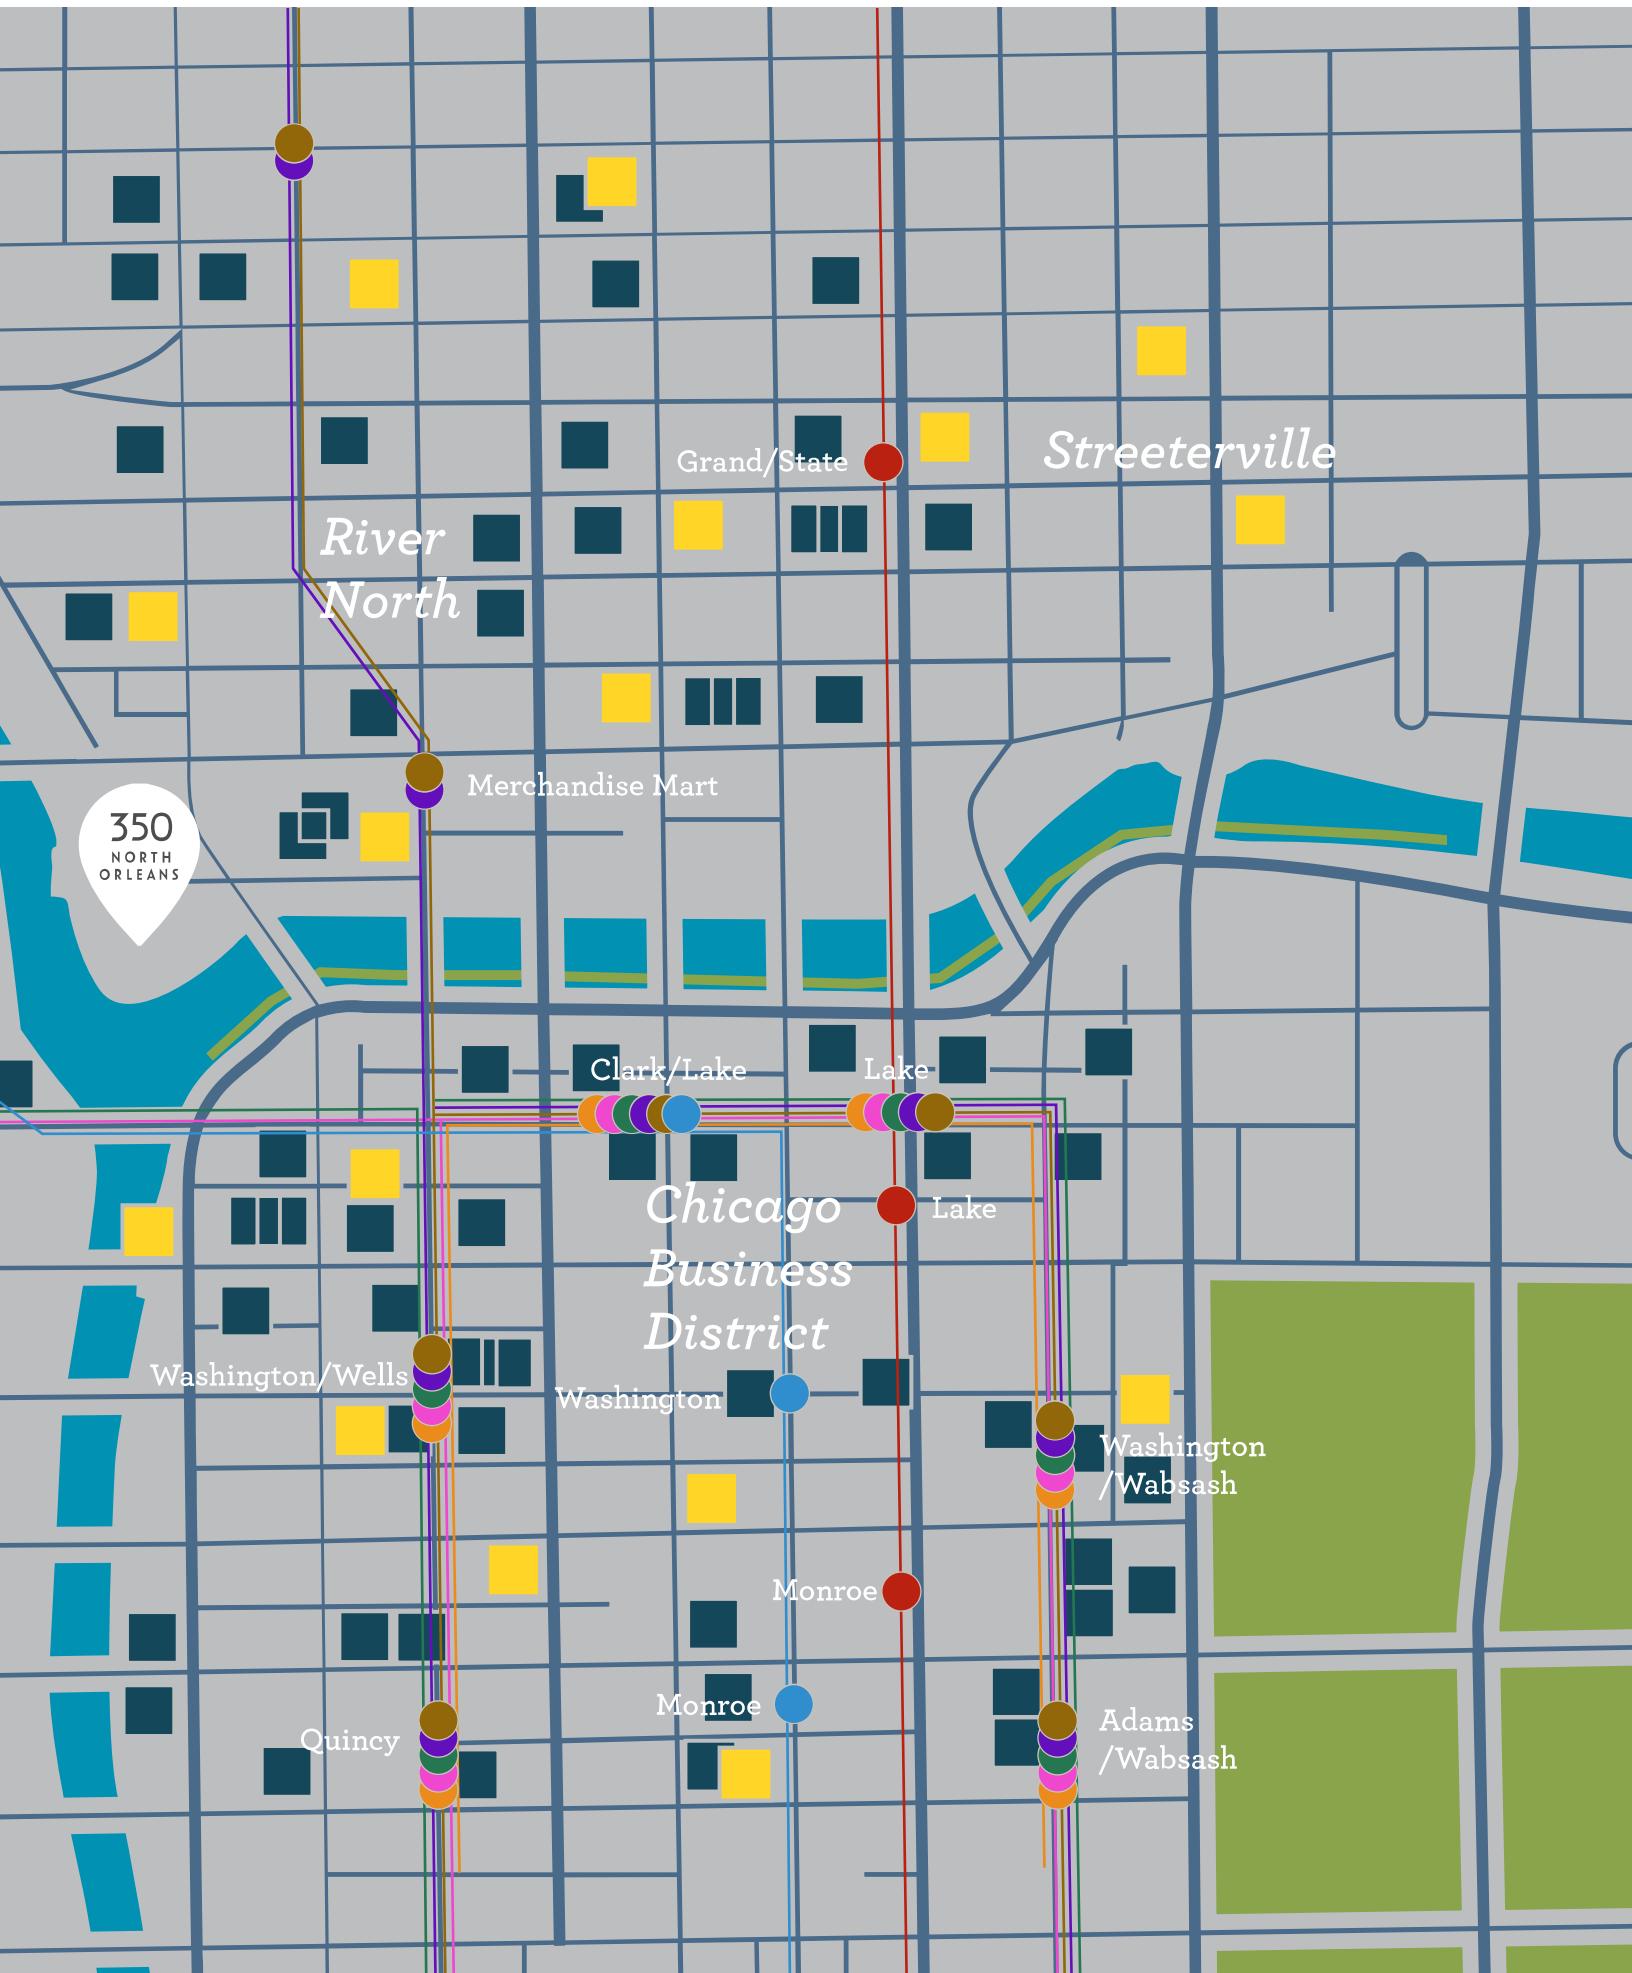 Grand/State
Streeterville
River
North
Merchandise Mart
350
NORTH
ORLEANS
Clark/Lake
Lake
Chicago
Business
District
Lake
Washington/Wells
Washington
Washington
/Wabsash
Monroe
Monroe
Quincy
Adams
/Wabsash